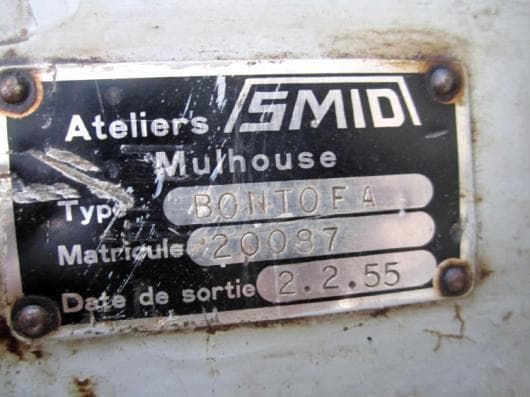 Ateliers SMID
Mulhouse
Type BONTOFA
Matricule 20087
Date de sortie 2.2.55